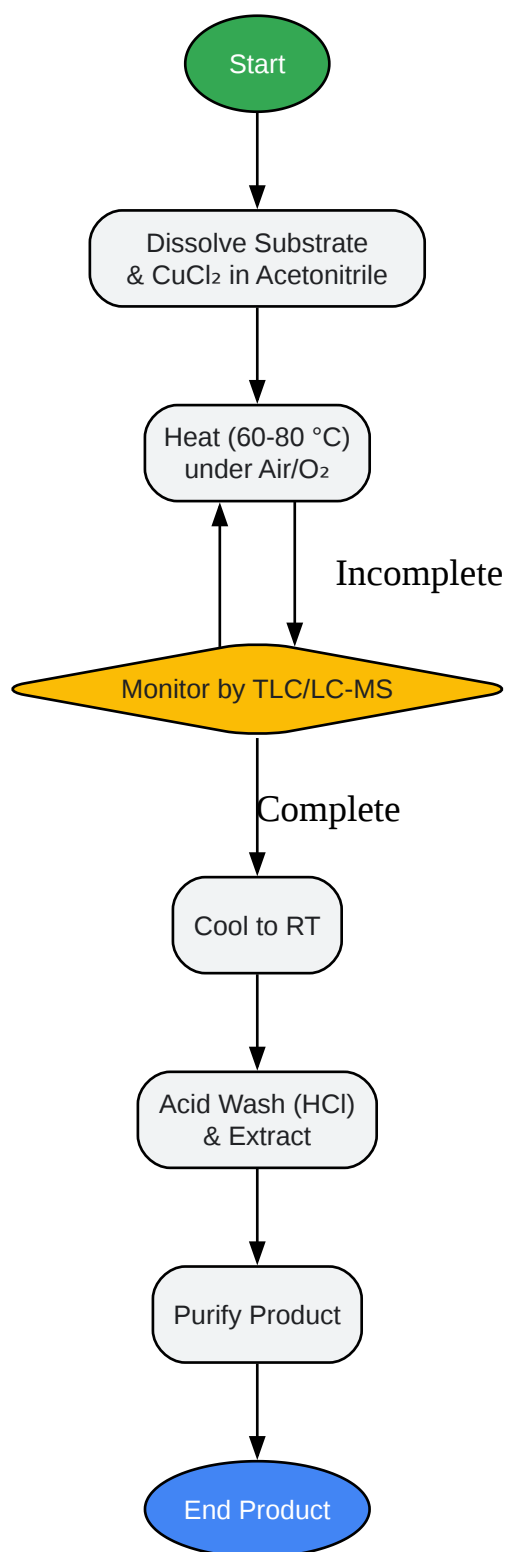 Start
Dissolve Substrate
& CuCl₂ in Acetonitrile
Heat (60-80 °C)
under Air/O₂
Incomplete
Monitor by TLC/LC-MS
Complete
Cool to RT
Acid Wash (HCl)
& Extract
Purify Product
End Product